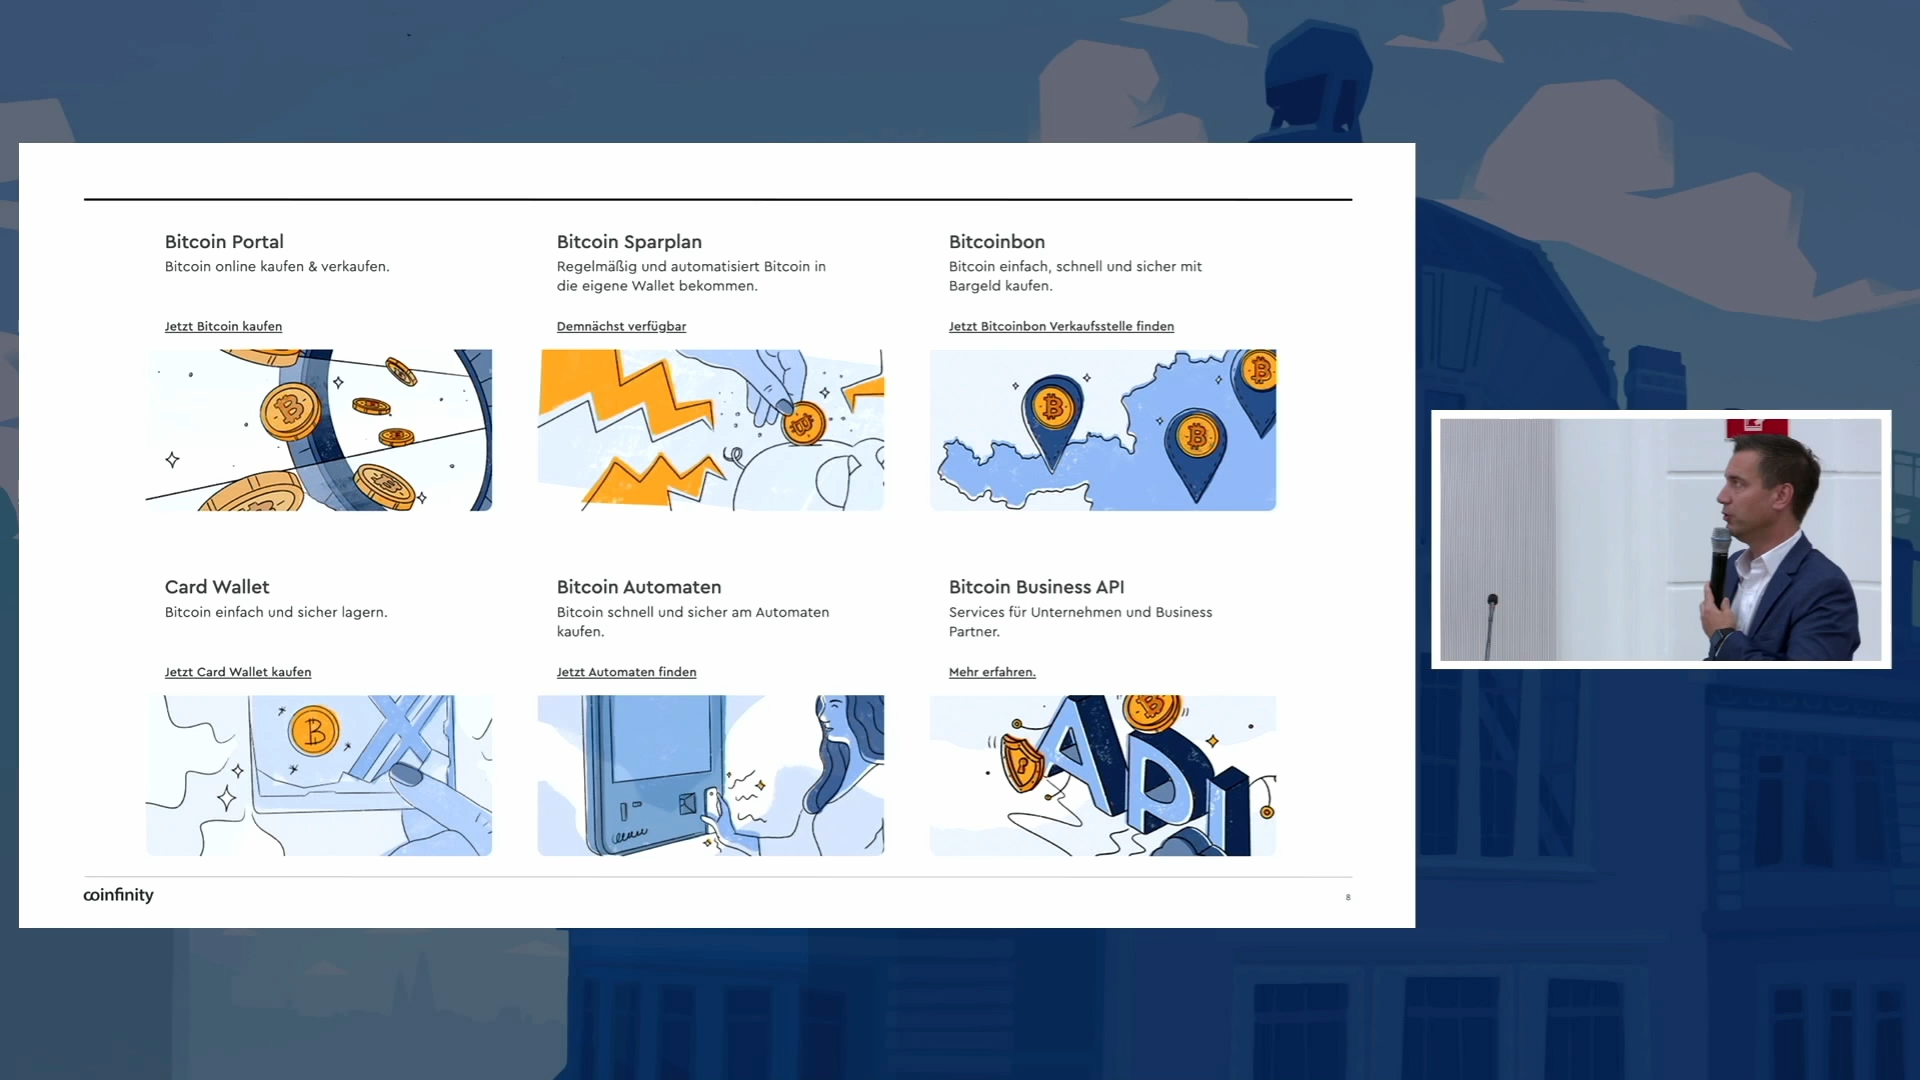 Bitcoin Portal
Bitcoin online kaufen & verkaufen.
Jetzt Bitcoin kaufen
Bitcoin Sparplan
Regelmäßig und automatisiert Bitcoin in
die eigene Wallet bekommen.
Demnächst verfügbar
Bitcoinbon
Bitcoin einfach, schnell und sicher mit
Bargeld kaufen.
Jetzt Bitcoinbon Verkaufsstelle finden
Card Wallet
Bitcoin einfach und sicher lagern.
Jetzt Card Wallet kaufen
Bitcoin Automaten
Bitcoin schnell und sicher am Automaten
kaufen.
Jetzt Automaten finden
Bitcoin Business API
Services für Unternehmen und Business
Partner.
Mehr erfahren.
API
coinfinity
8